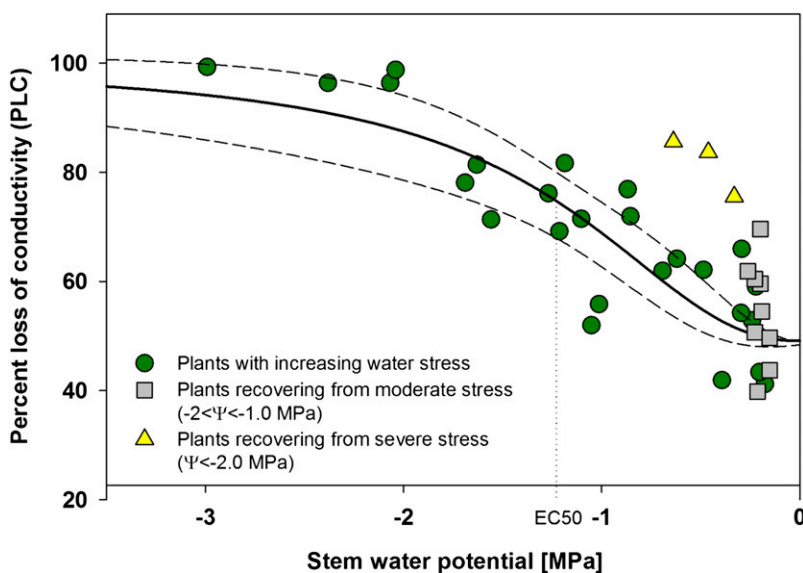 Percent loss of conductivity (PLC)
100
80
60
40
20
Plants with increasing water stress
Plants recovering from moderate stress
(-2<Ψ<-1.0 MPa)
Plants recovering from severe stress
(Ψ<-2.0 MPa)
-3
-2
EC50
-1
0
Stem water potential [MPa]